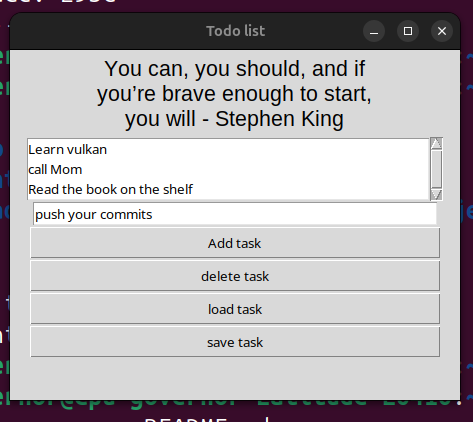 Todo list
You can, you should, and if
you’re brave enough to start,
you will - Stephen King
Learn vulkan
call Mom
Read the book on the shelf
push your commits
Add task
delete task
load task
save task